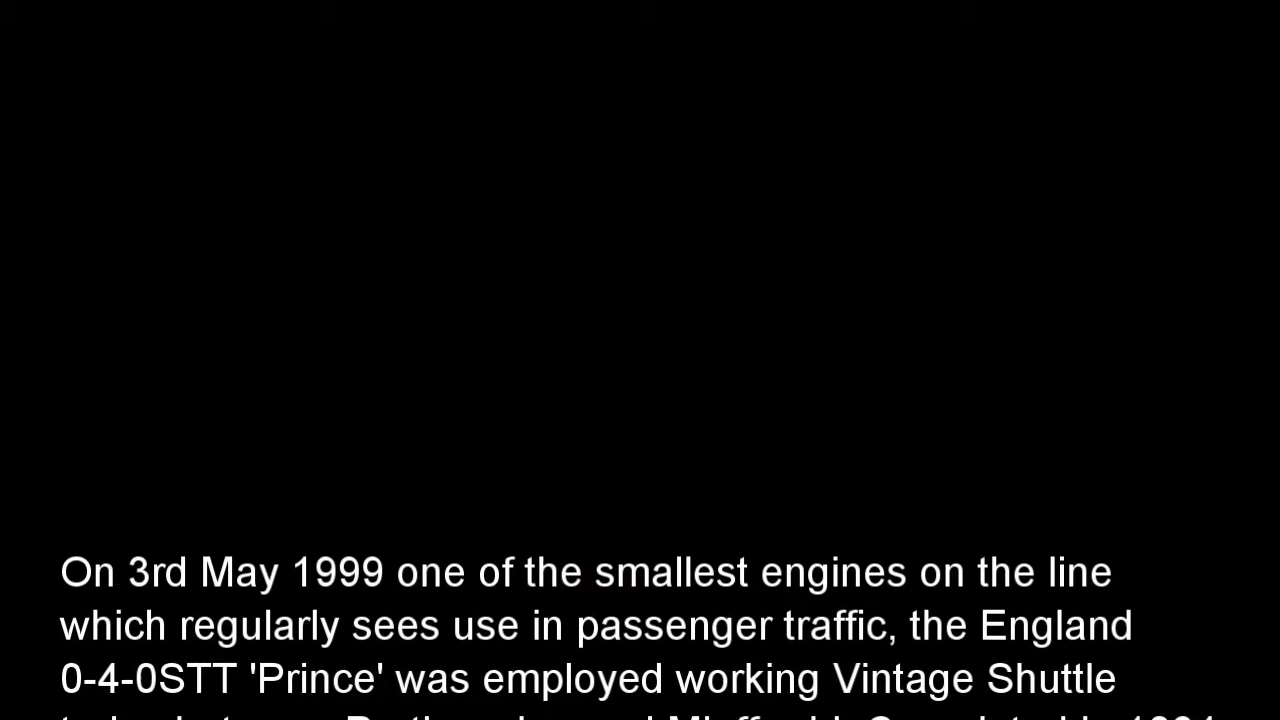 On 3rd May 1999 one of the smallest engines on the line
which regularly sees use in passenger traffic, the England
0-4-0STT 'Prince' was employed working Vintage Shuttle